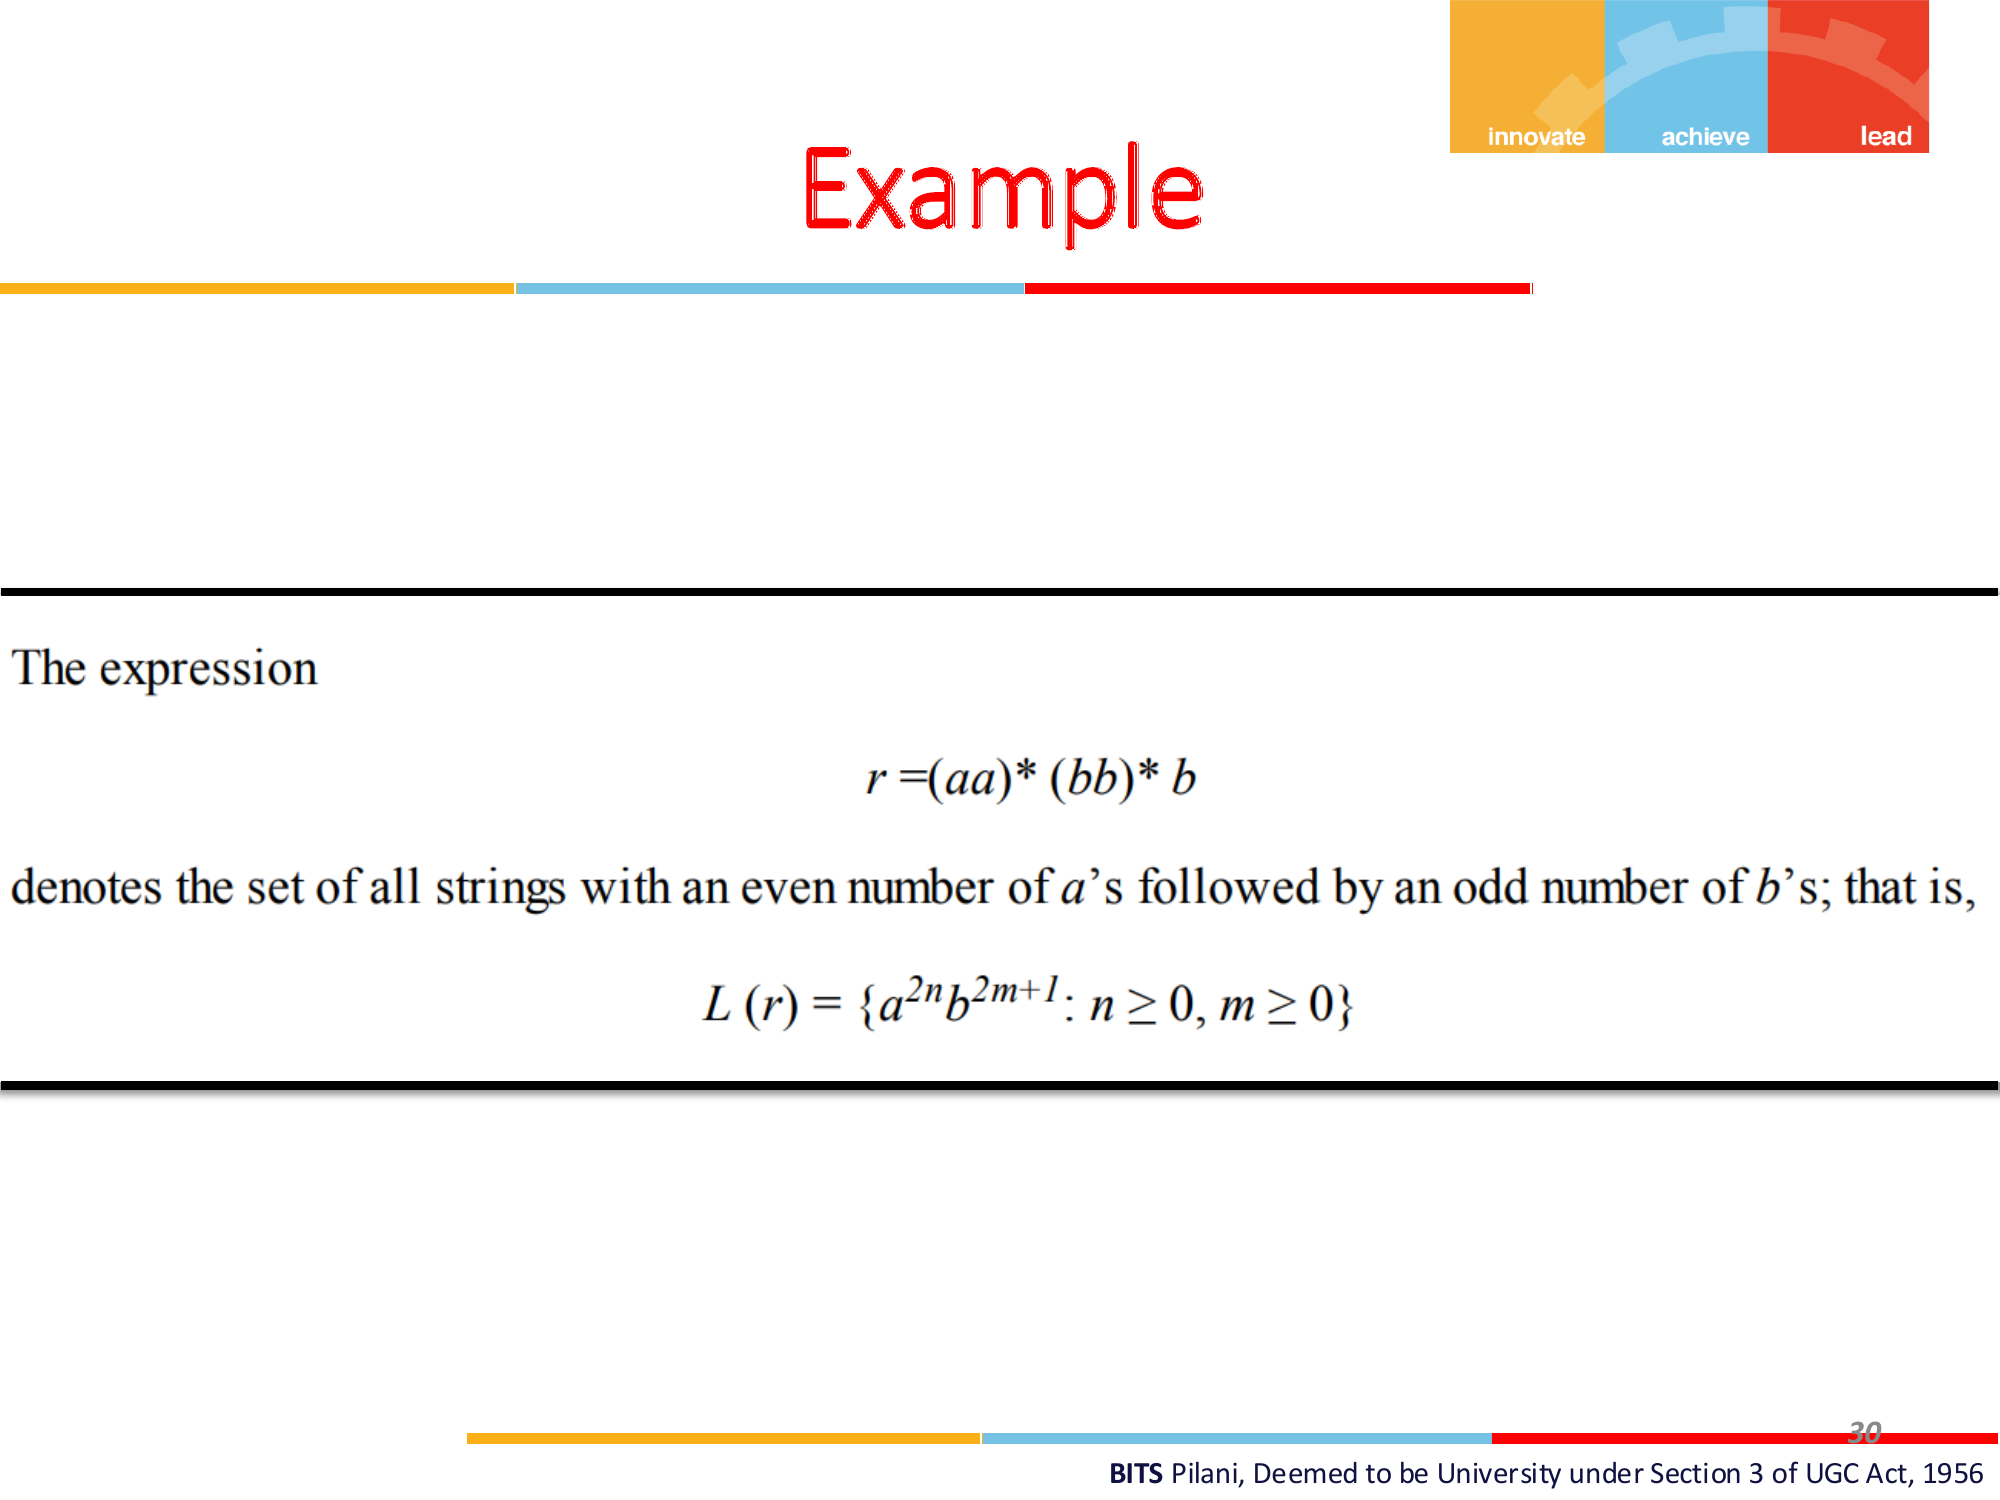 innovate achieve lead
Example
The expression
r =(aa)* (bb)* b
denotes the set of all strings with an even number of a’s followed by an odd number of b’s; that is,
L (r) = {a^{2n}b^{2m+1}: n ≥ 0, m ≥ 0}
30
BITS Pilani, Deemed to be University under Section 3 of UGC Act, 1956